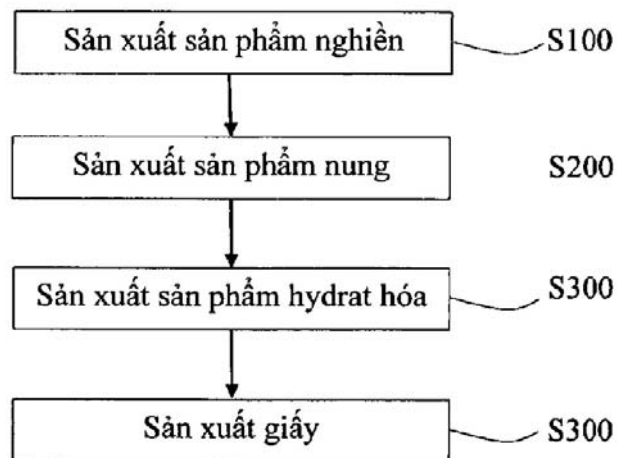 Sản xuất sản phẩm nghiền S100
Sản xuất sản phẩm nung S200
Sản xuất sản phẩm hydrat hóa S300
Sản xuất giấy S300